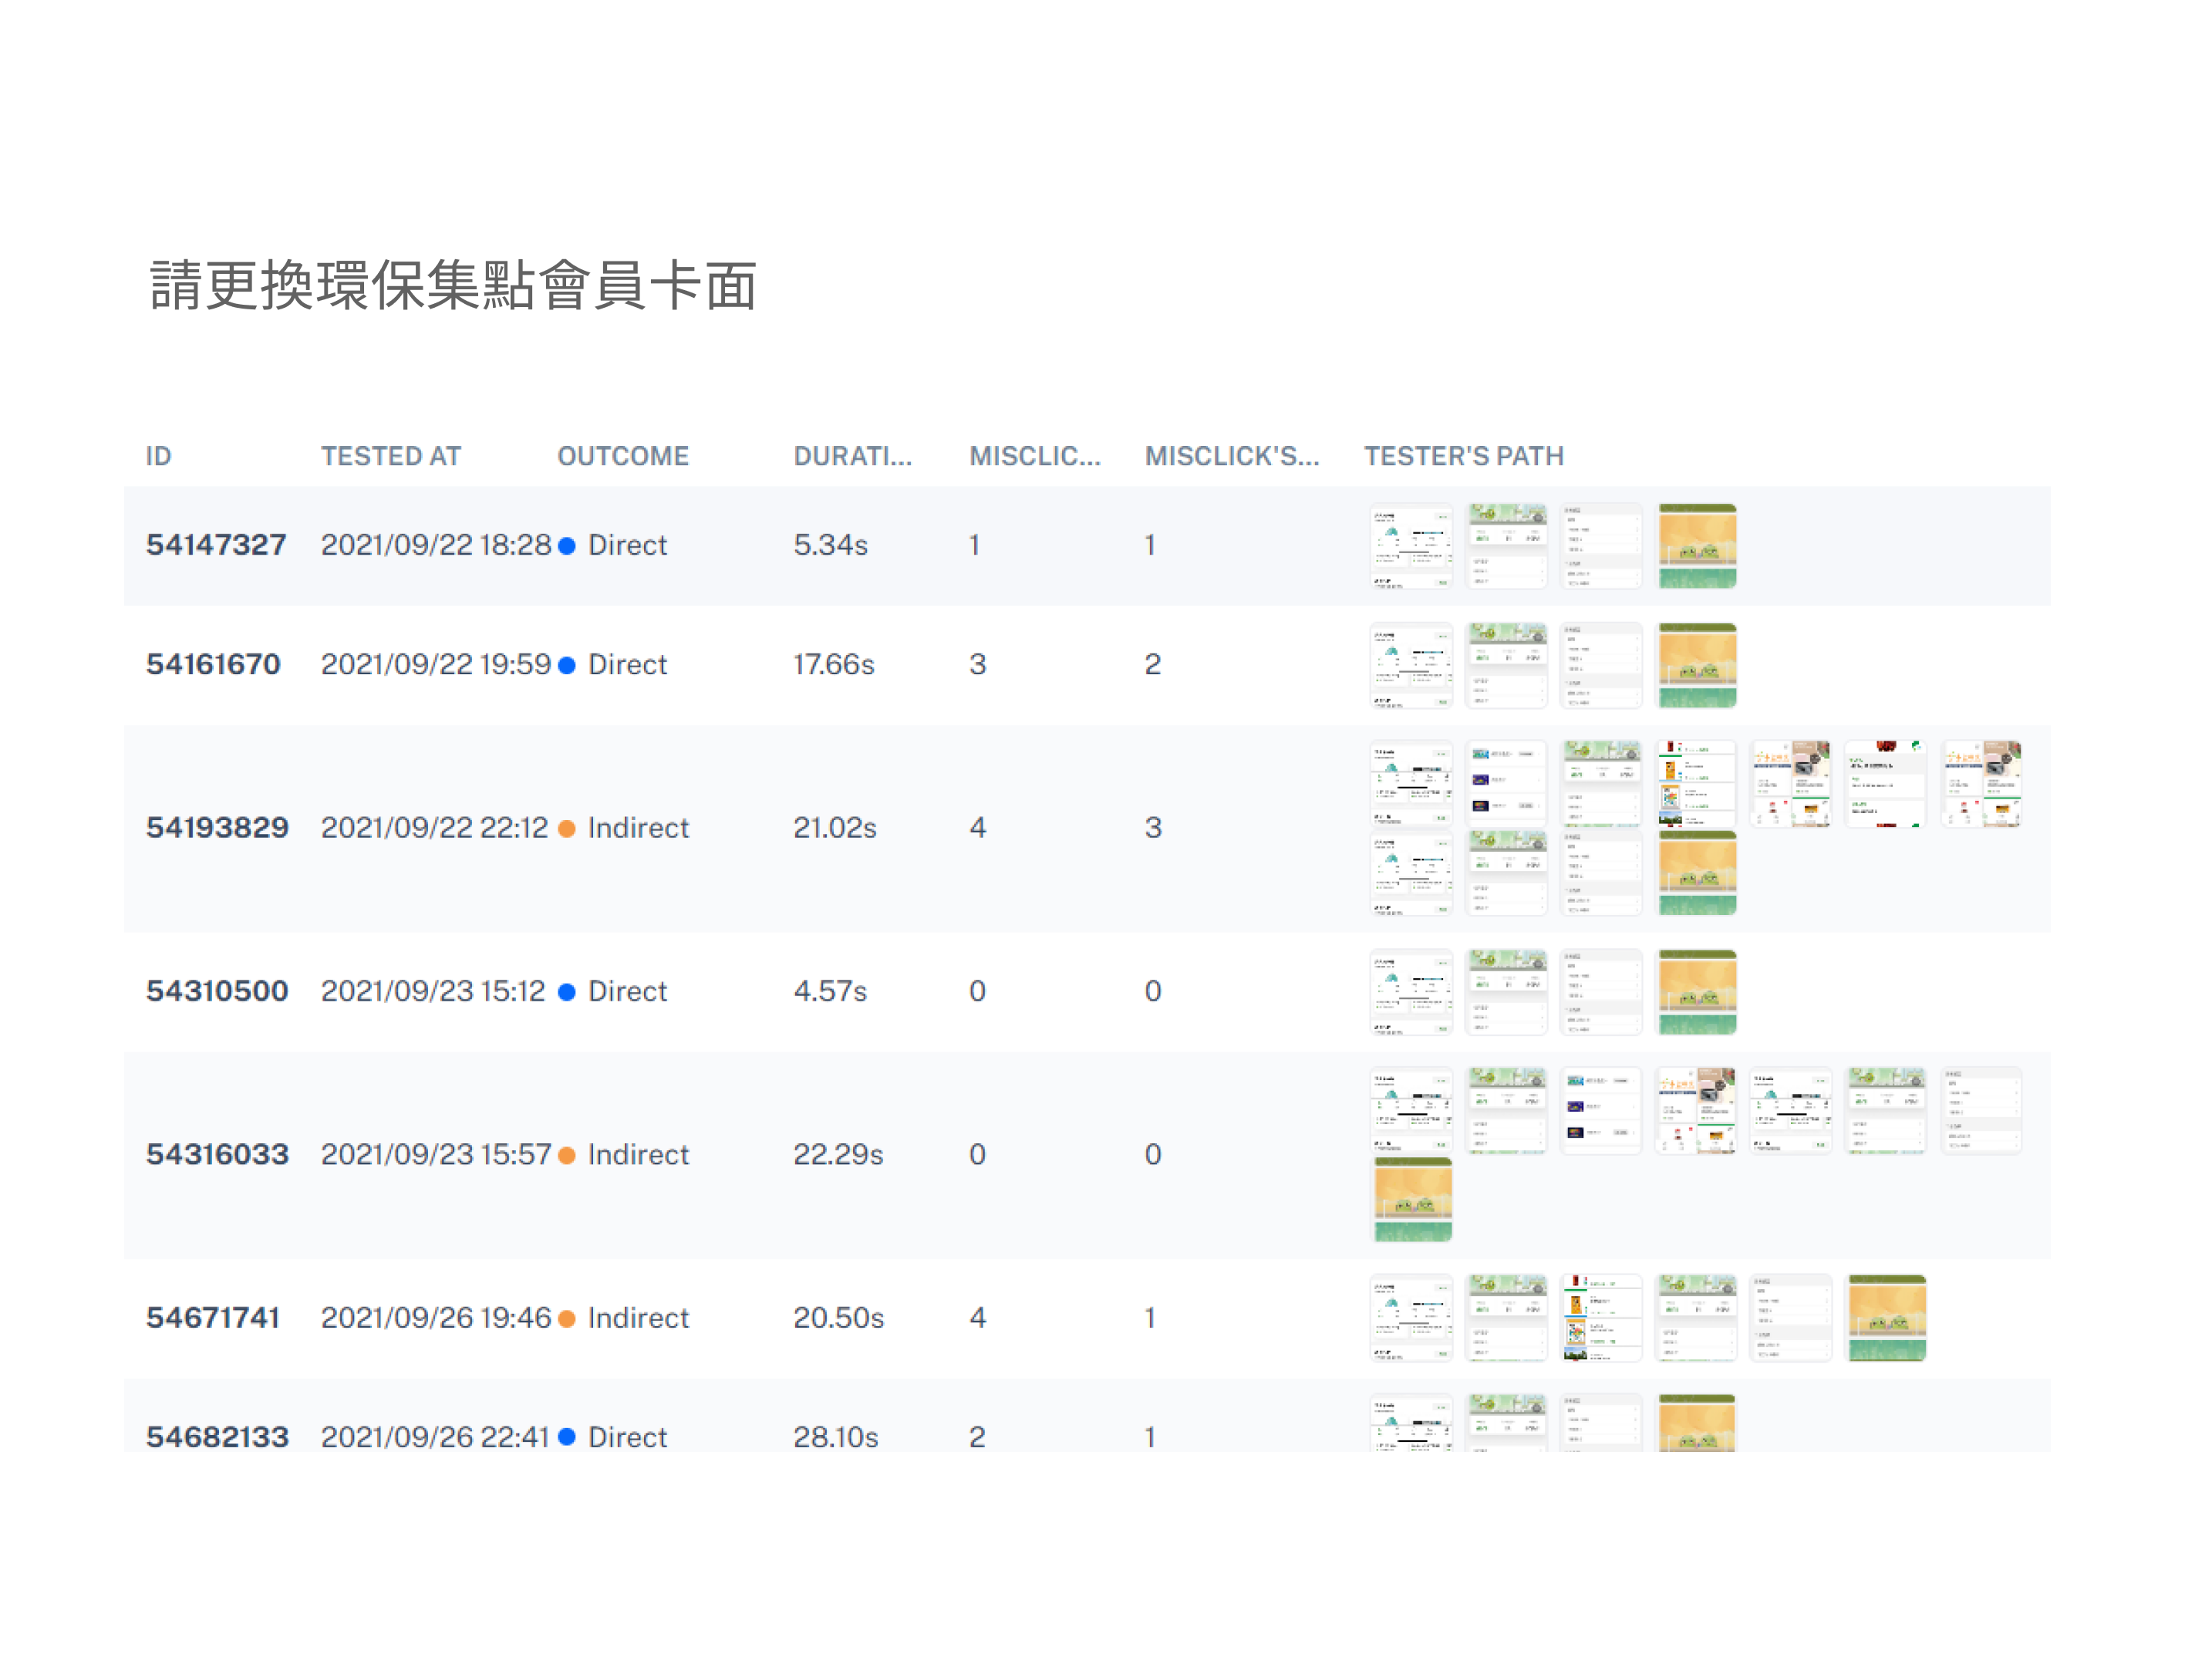 請更換環保集點會員卡面
ID TESTED AT OUTCOME DURATI... MISCLIC... MISCLICK'S... TESTER'S PATH
54147327 2021/09/22 18:28 Direct 5.34s 1 1
54161670 2021/09/22 19:59 Direct 17.66s 3 2
54193829 2021/09/22 22:12 Indirect 21.02s 4 3
54310500 2021/09/23 15:12 Direct 4.57s 0 0
54316033 2021/09/23 15:57 Indirect 22.29s 0 0
54671741 2021/09/26 19:46 Indirect 20.50s 4 1
54682133 2021/09/26 22:41 Direct 28.10s 2 1